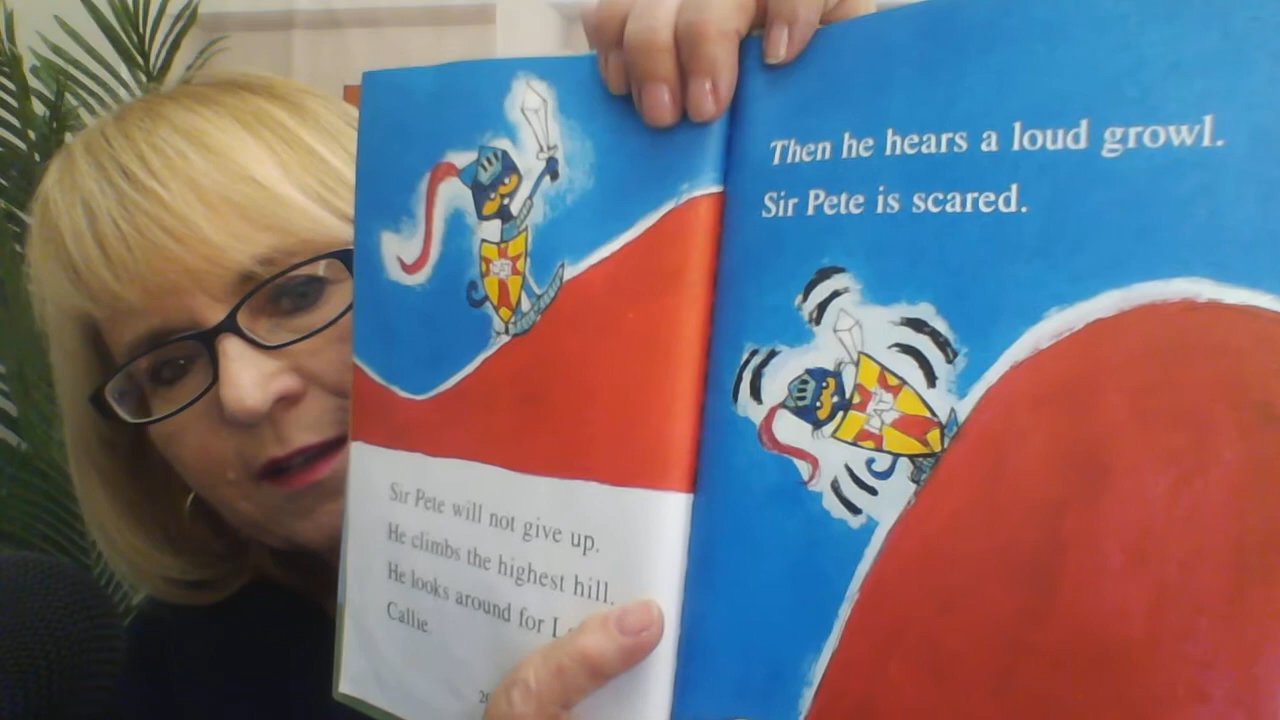 Sir Pete will not give up.
He climbs the highest hill.
He looks around for
Callie.
Then he hears a loud growl.
Sir Pete is scared.